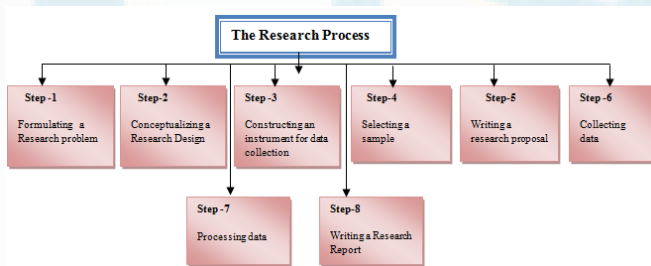 The Research Process
Step -1
Formulating a
Research problem
Step-2
Conceptualizing a
Research Design
Step -3
Constructing an
instrument for data
collection
Step-4
Selecting a
sample
Step-5
Writing a
research proposal
Step -6
Collecting
data
Step -7
Processing data
Step-8
Writing a Research
Report